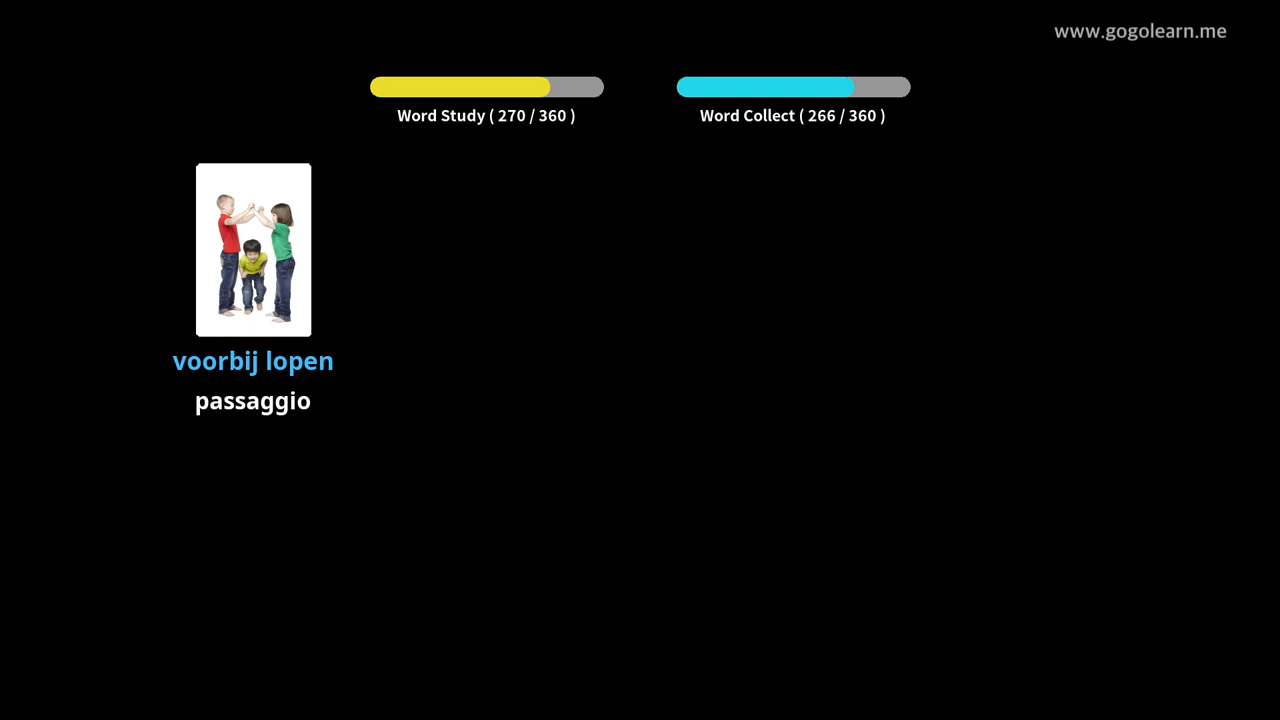 www.gogolearn.me
Word Study ( 270 / 360 )
Word Collect ( 266 / 360 )
voorbij lopen
passaggio